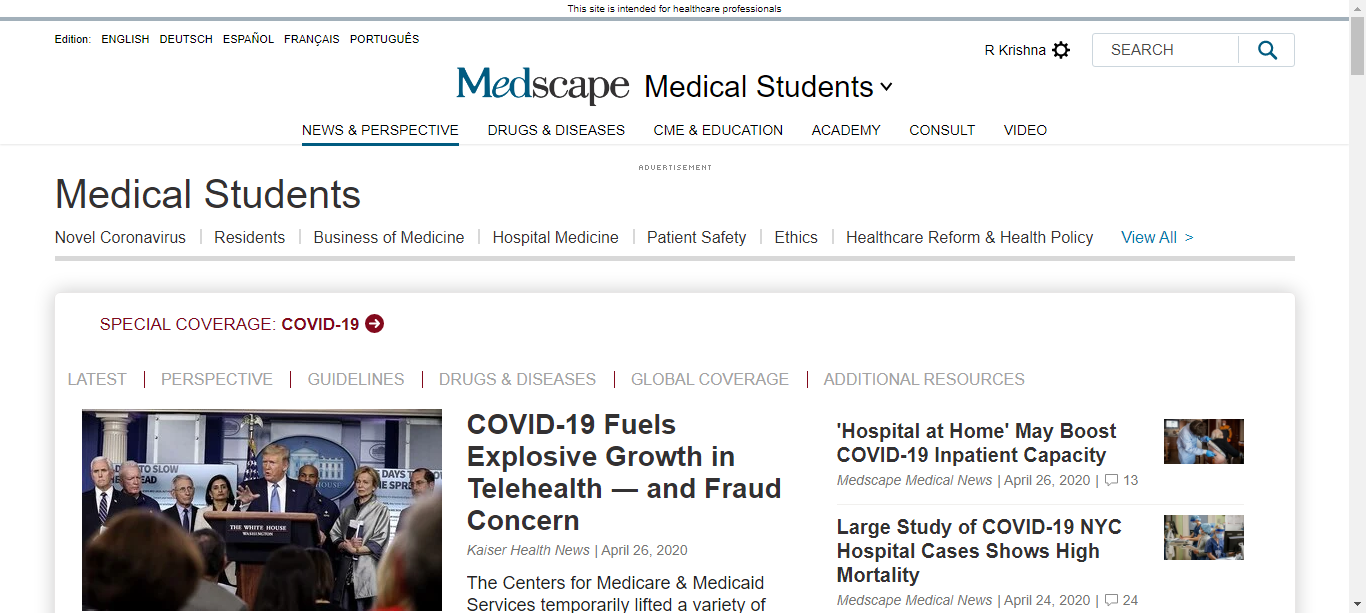 This site is intended for healthcare professionals
Edition: ENGLISH DEUTSCH ESPAÑOL FRANÇAIS PORTUGUÊS
R Krishna
SEARCH
Medscape Medical Students
NEWS & PERSPECTIVE DRUGS & DISEASES CME & EDUCATION ACADEMY CONSULT VIDEO
ADVERTISEMENT
Medical Students
Novel Coronavirus | Residents | Business of Medicine | Hospital Medicine | Patient Safety | Ethics | Healthcare Reform & Health Policy View All >
SPECIAL COVERAGE: COVID-19
LATEST | PERSPECTIVE | GUIDELINES | DRUGS & DISEASES | GLOBAL COVERAGE | ADDITIONAL RESOURCES
TO SLOW
THE WHITE HOUSE
WASHINGTON
COVID-19 Fuels
Explosive Growth in
Telehealth — and Fraud
Concern
Kaiser Health News | April 26, 2020
The Centers for Medicare & Medicaid
Services temporarily lifted a variety of
'Hospital at Home' May Boost
COVID-19 Inpatient Capacity
Medscape Medical News | April 26, 2020 | 13
Large Study of COVID-19 NYC
Hospital Cases Shows High
Mortality
Medscape Medical News | April 24, 2020 | 24